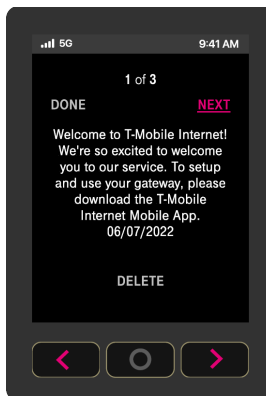 5G 9:41 AM
1 of 3
DONE NEXT
Welcome to T-Mobile Internet!
We're so excited to welcome
you to our service. To setup
and use your gateway, please
download the T-Mobile
Internet Mobile App.
06/07/2022
DELETE